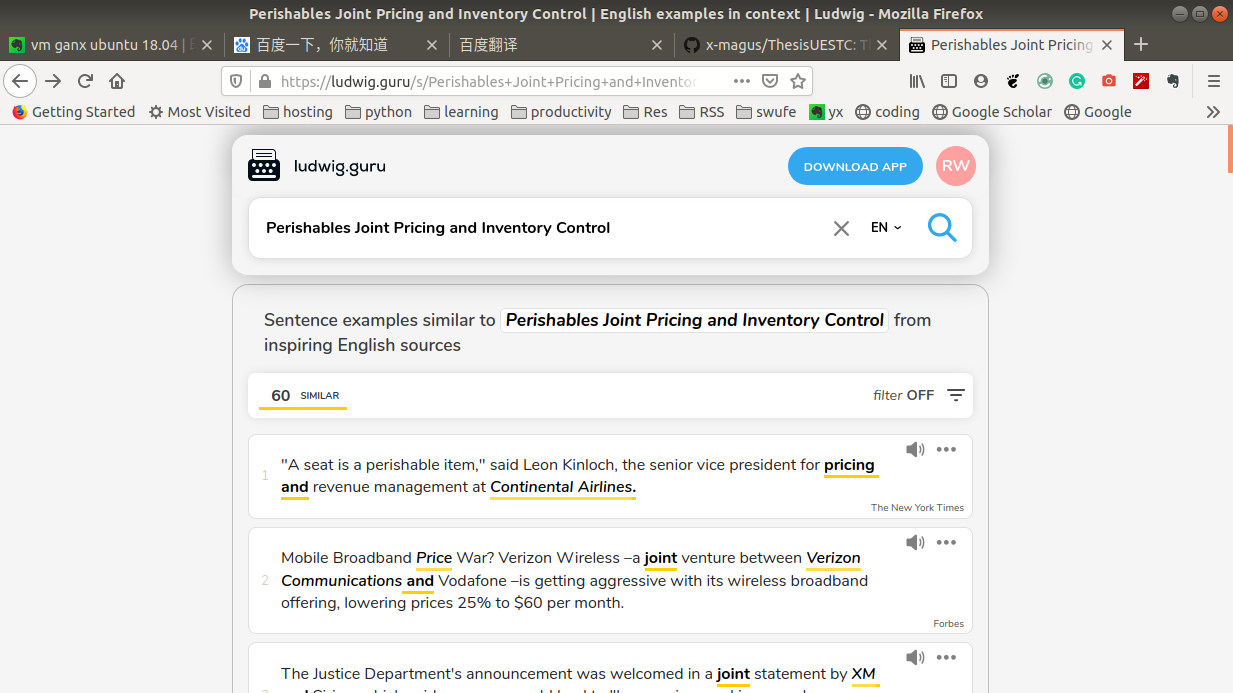 Perishables Joint Pricing and Inventory Control | English examples in context | Ludwig - Mozilla Firefox
vm ganx ubuntu 18.04 |
百度一下，你就知道
百度翻译
x-magus/ThesisUESTC: T
Perishables Joint Pricing
https://ludwig.guru/s/Perishables+Joint+Pricing+and+Inventor
Getting Started Most Visited hosting python learning productivity Res RSS swufe yx coding Google Scholar Google
ludwig.guru
DOWNLOAD APP
RW
Perishables Joint Pricing and Inventory Control
EN
Sentence examples similar to Perishables Joint Pricing and Inventory Control from
inspiring English sources
60 SIMILAR
filter OFF
1
"A seat is a perishable item," said Leon Kinloch, the senior vice president for pricing
and revenue management at Continental Airlines.
The New York Times
2
Mobile Broadband Price War? Verizon Wireless –a joint venture between Verizon
Communications and Vodafone –is getting aggressive with its wireless broadband
offering, lowering prices 25% to $60 per month.
Forbes
The Justice Department's announcement was welcomed in a joint statement by XM